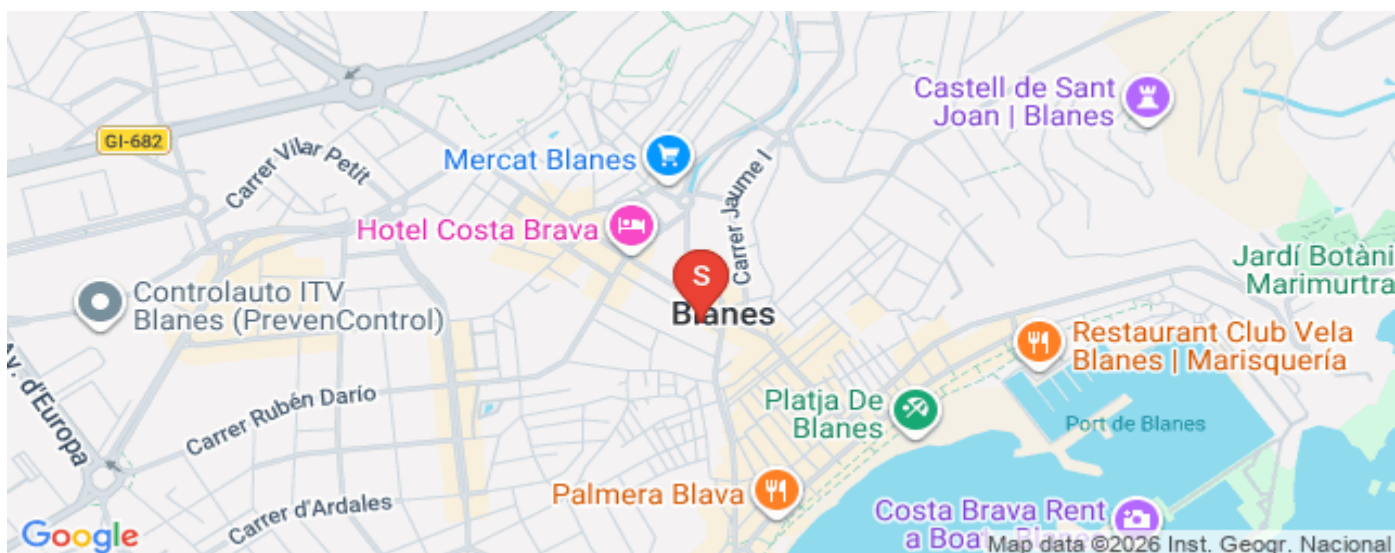 Castell de Sant
Joan | Blanes
GI-682
Carrer Vilar Petit
Mercat Blanes
Carrer Jaume I
Hotel Costa Brava
Jardí Botàni
Marimurtra
S
Controlauto ITV
Blanes (PrevenControl)
Blanes
Restaurant Club Vela
Blanes | Marisquería
Av. d'Europa
Carrer Rubén Darío
Platja De
Blanes
Port de Blanes
Palmera Blava
Carrer d'Ardales
Costa Brava Rent
a Boat
Google
Map data ©2026 Inst. Geogr. Nacional